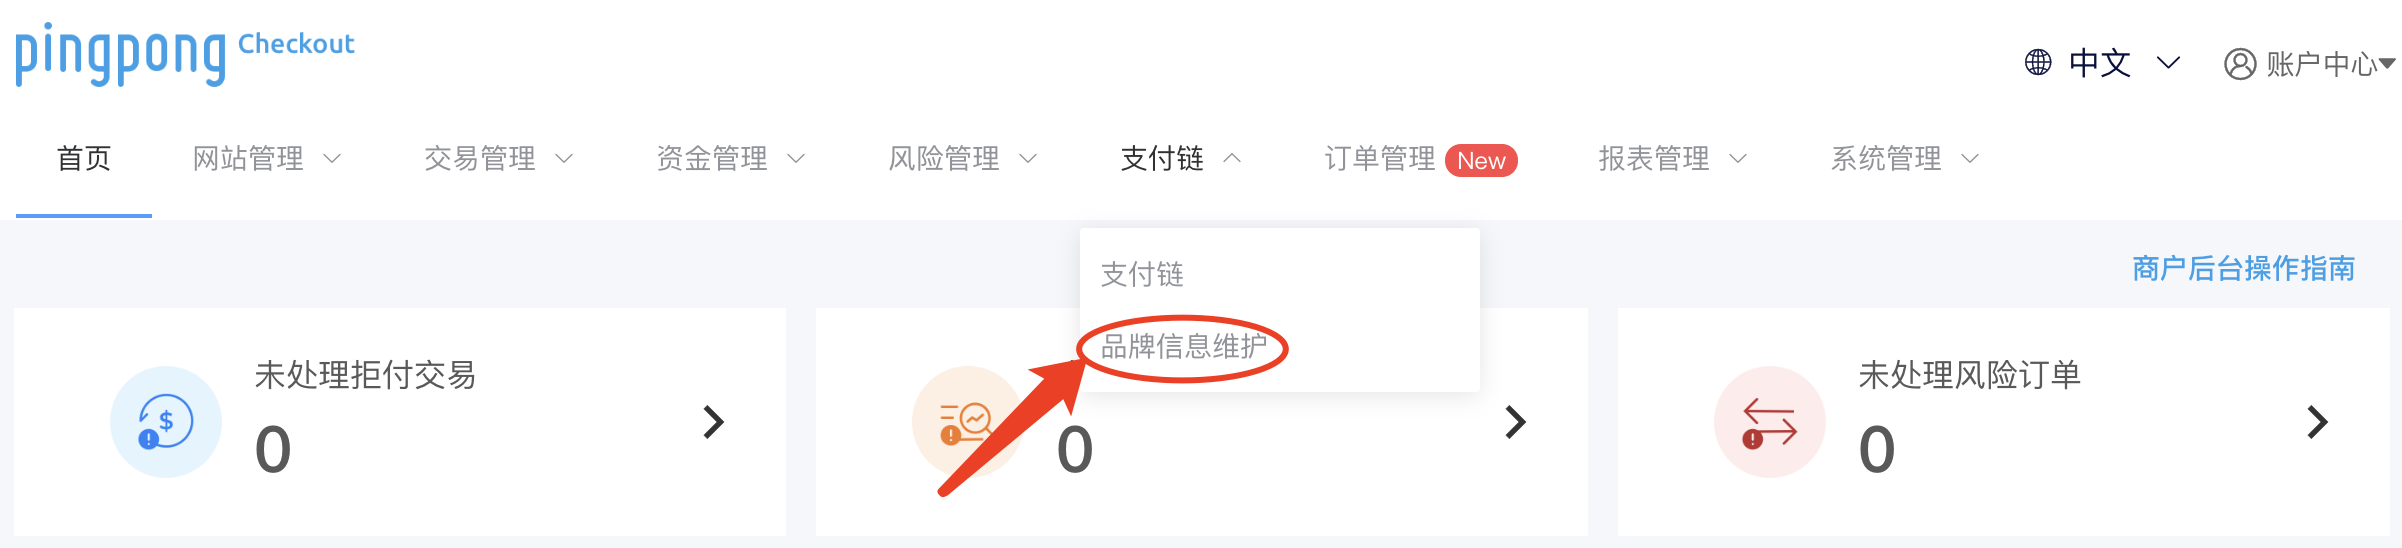 pingpong Checkout
中文
账户中心
首页 网站管理 交易管理 资金管理 风险管理 支付链 订单管理 New 报表管理 系统管理
支付链
商户后台操作指南
品牌信息维护
未处理拒付交易
0
0
未处理风险订单
0